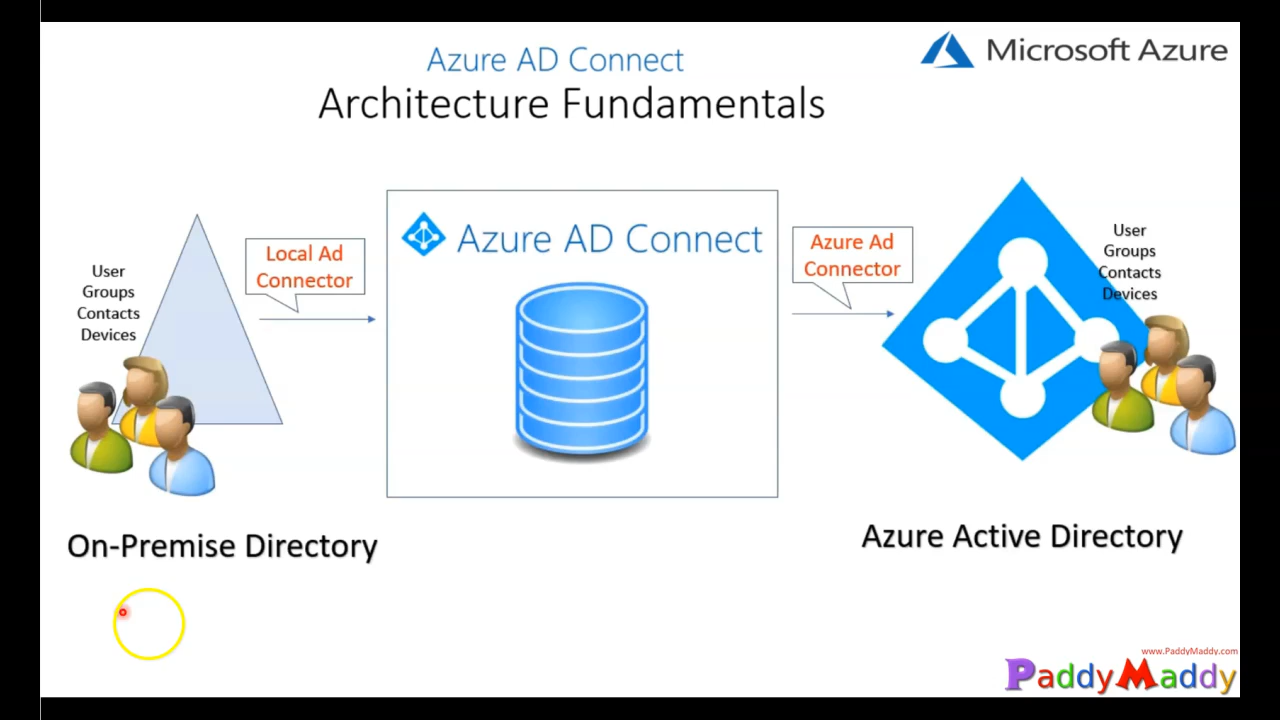 Azure AD Connect
Architecture Fundamentals
Microsoft Azure
User
Groups
Contacts
Devices
Local Ad
Connector
Azure AD Connect
Azure Ad
Connector
User
Groups
Contacts
Devices
On-Premise Directory
Azure Active Directory
www.PaddyMaddy.com
PaddyMaddy